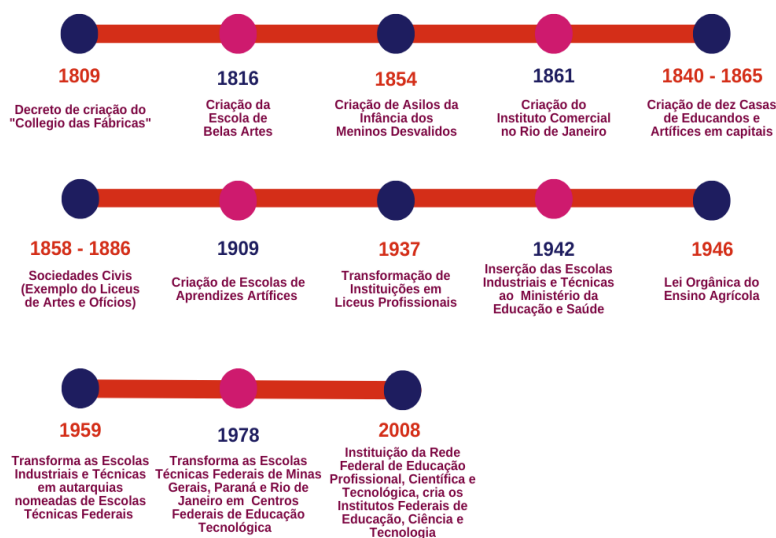 1809
Decreto de criação do
"Collegio das Fábricas"
1816
Criação da
Escola de
Belas Artes
1854
Criação de Asilos da
Infância dos
Meninos Desvalidos
1861
Criação do
Instituto Comercial
no Rio de Janeiro
1840 - 1865
Criação de dez Casas
de Educandos e
Artífices em capitais
1858 - 1886
Sociedades Civis
(Exemplo do Liceus
de Artes e Ofícios)
1909
Criação de Escolas de
Aprendizes Artífices
1937
Transformação de
Instituições em
Liceus Profissionais
1942
Inserção das Escolas
Industriais e Técnicas
ao Ministério da
Educação e Saúde
1946
Lei Orgânica do
Ensino Agrícola
1959
Transforma as Escolas
Industriais e Técnicas
em autarquias
nomeadas de Escolas
Técnicas Federais
1978
Transforma as Escolas
Técnicas Federais de Minas
Gerais, Paraná e Rio de
Janeiro em Centros
Federais de Educação
Tecnológica
2008
Instituição da Rede
Federal de Educação
Profissional, Científica e
Tecnológica, cria os
Institutos Federais de
Educação, Ciência e
Tecnologia